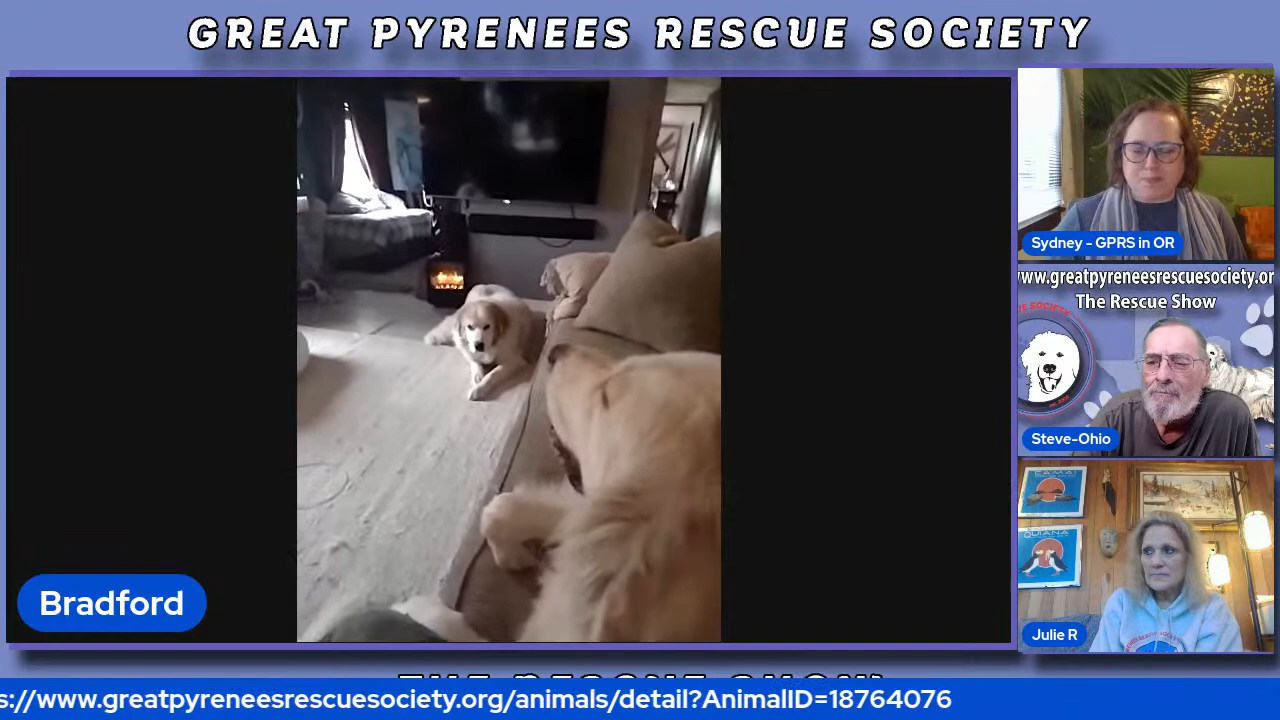 GREAT PYRENEES RESCUE SOCIETY
Sydney - GPRS in OR
www.greatpyreneesrescuesociety.or
The Rescue Show
Steve-Ohio
QUIANA
Julie R
Bradford
s://www.greatpyreneesrescuesociety.org/animals/detail?AnimalID=18764076